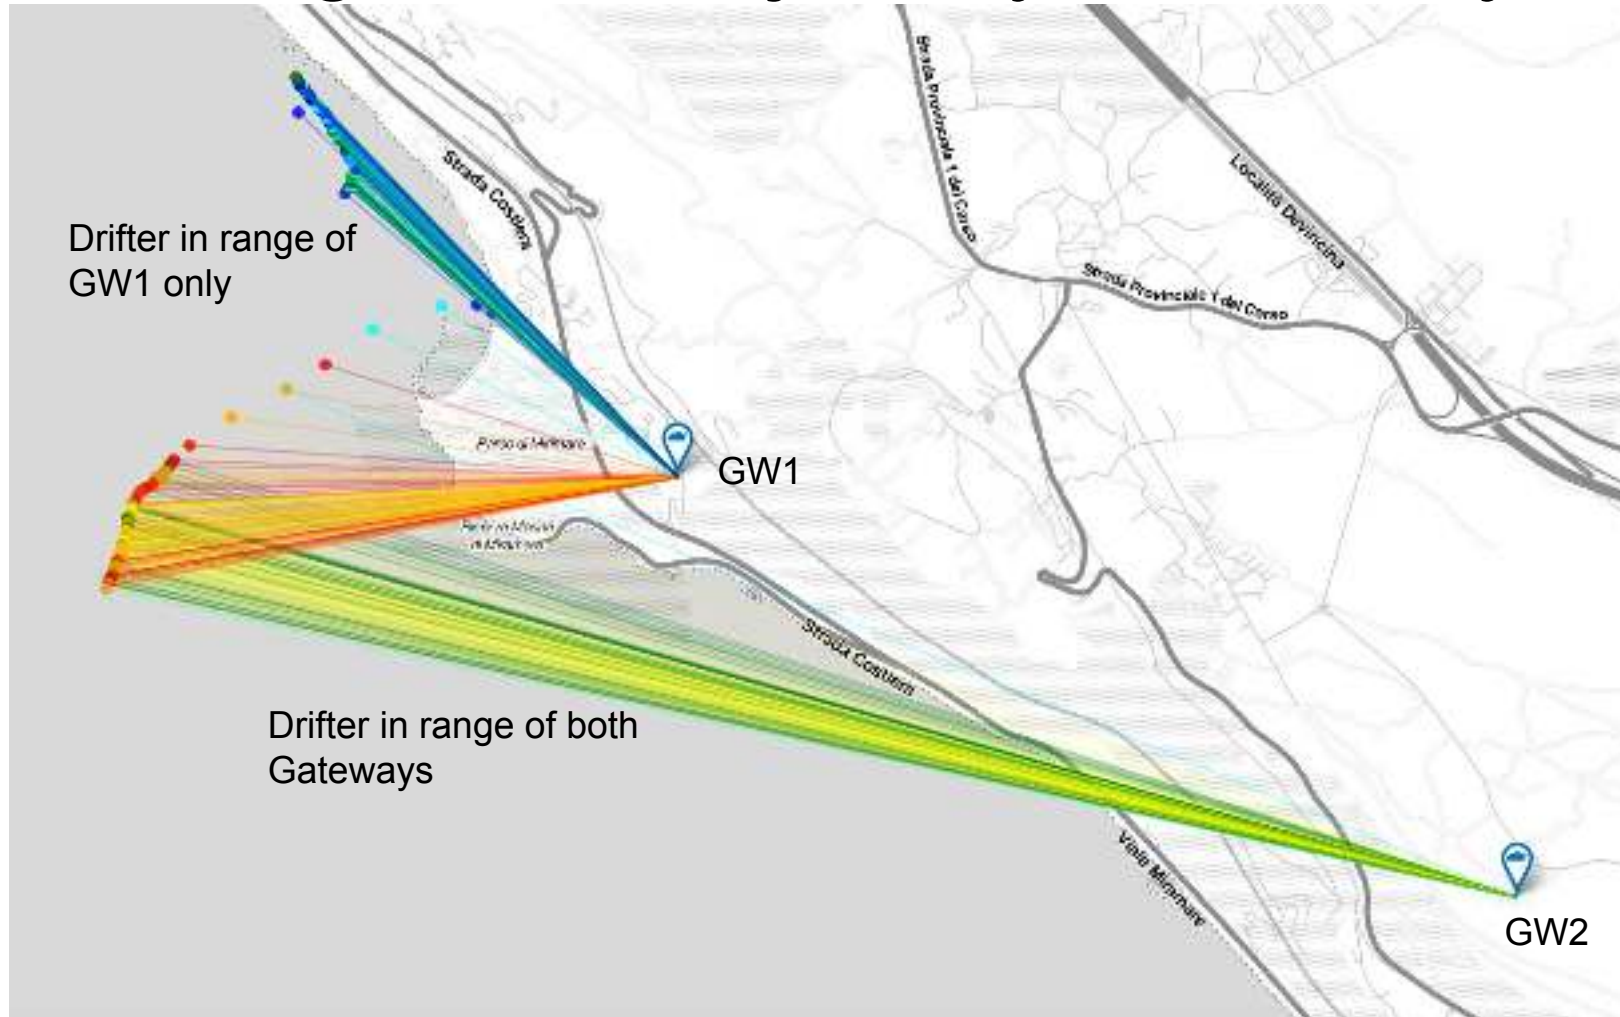 Strada Costiera
Strada Provinciale 1 del Carso
Località Devincina
Drifter in range of
GW1 only
Strada Provinciale 1 del Carso
GW1
Strada Costiera
Drifter in range of both
Gateways
Viale Miramare
GW2